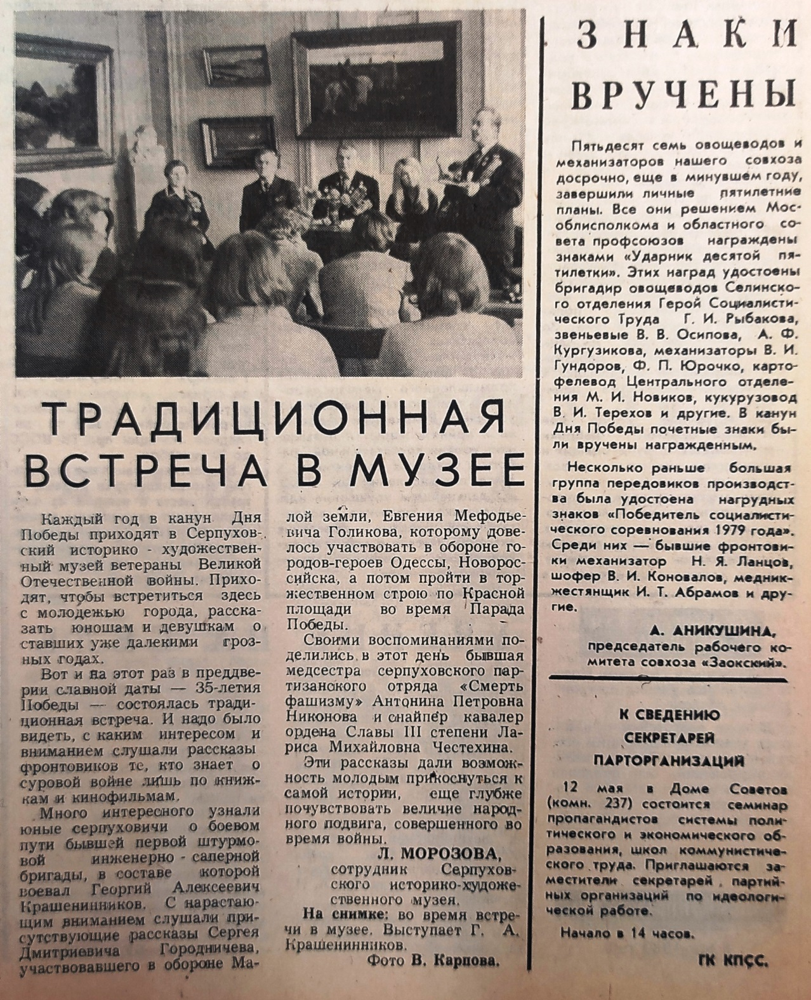 ТРАДИЦИОННАЯ
ВСТРЕЧА В МУЗЕЕ
Каждый год в канун Дня
Победы приходят в Серпухов-
ский историко - художествен-
ный музей ветераны Великой
Отечественной войны. Прихо-
дят, чтобы встретиться здесь
с молодежью города, расска-
зать юношам и девушкам о
ставших уже далекими гроз-
ных годах.
Вот и на этот раз в преддве-
рии славной даты — 35-летия
Победы — состоялась тради-
ционная встреча. И надо было
видеть, с каким интересом и
вниманием слушали рассказы
фронтовиков те, кто знает о
суровой войне лишь по книж-
кам и кинофильмам.
Много интересного узнали
юные серпуховичи о боевом
пути бывшей первой штурмо-
вой инженерно - саперной
бригады, в составе которой
воевал Георгий Алексеевич
Крашенинников. С нарастаю-
щим вниманием слушали при-
сутствующие рассказы Сергея
Дмитриевича Городничева,
участвовавшего в обороне Ма-
лой земли, Евгения Мефодье-
вича Голикова, которому дове-
лось участвовать в обороне го-
родов-героев Одессы, Новорос-
сийска, а потом пройти в тор-
жественном строю по Красной
площади во время Парада
Победы.
Своими воспоминаниями по-
делились в этот день бывшая
медсестра серпуховского пар-
тизанского отряда «Смерть
фашизму» Антонина Петровна
Никонова и снайпер кавалер
ордена Славы III степени Ла-
риса Михайловна Честехина.
Эти рассказы дали возмож-
ность молодым прикоснуться к
самой истории, еще глубже
почувствовать величие народ-
ного подвига, совершенного во
время войны.
Л. МОРОЗОВА,
сотрудник Серпухов-
ского историко-художе-
ственного музея.
На снимке: во время встре-
чи в музее. Выступает Г. А.
Крашенинников.
Фото В. Карпова.
ЗНАКИ
ВРУЧЕНЫ
Пятьдесят семь овощеводов и
механизаторов нашего совхоза
досрочно, еще в минувшем году,
завершили личные пятилетние
планы. Все они решением Мос-
облисполкома и областного со-
вета профсоюзов награждены
знаками «Ударник десятой пя-
тилетки». Этих наград удостоены
бригадир овощеводов Селинско-
го отделения Герой Социалисти-
ческого Труда Г. И. Рыбакова,
звеньевые В. В. Осипова, А. Ф.
Кургузикова, механизаторы В. И.
Гундоров, Ф. П. Юрочко, карто-
фелевод Центрального отделе-
ния М. И. Новиков, кукурузовод
В. И. Терехов и другие. В канун
Дня Победы почетные знаки бы-
ли вручены награжденным.
Несколько раньше большая
группа передовиков производст-
ва была удостоена нагрудных
знаков «Победитель социалисти-
ческого соревнования 1979 года».
Среди них — бывшие фронтови-
ки механизатор Н. Я. Ланцов,
шофер В. И. Коновалов, медник-
жестянщик И. Т. Абрамов и дру-
гие.
А. АНИКУШИНА,
председатель рабочего ко-
митета совхоза «Заокский».
К СВЕДЕНИЮ
СЕКРЕТАРЕЙ
ПАРТОРГАНИЗАЦИЙ
12 мая в Доме Советов
(комн. 237) состоится семинар
пропагандистов системы поли-
тического и экономического об-
разования, школ коммунистиче-
ского труда. Приглашаются за-
местители секретарей партий-
ных организаций по идеологи-
ческой работе.
Начало в 14 часов.
ГК КПСС.